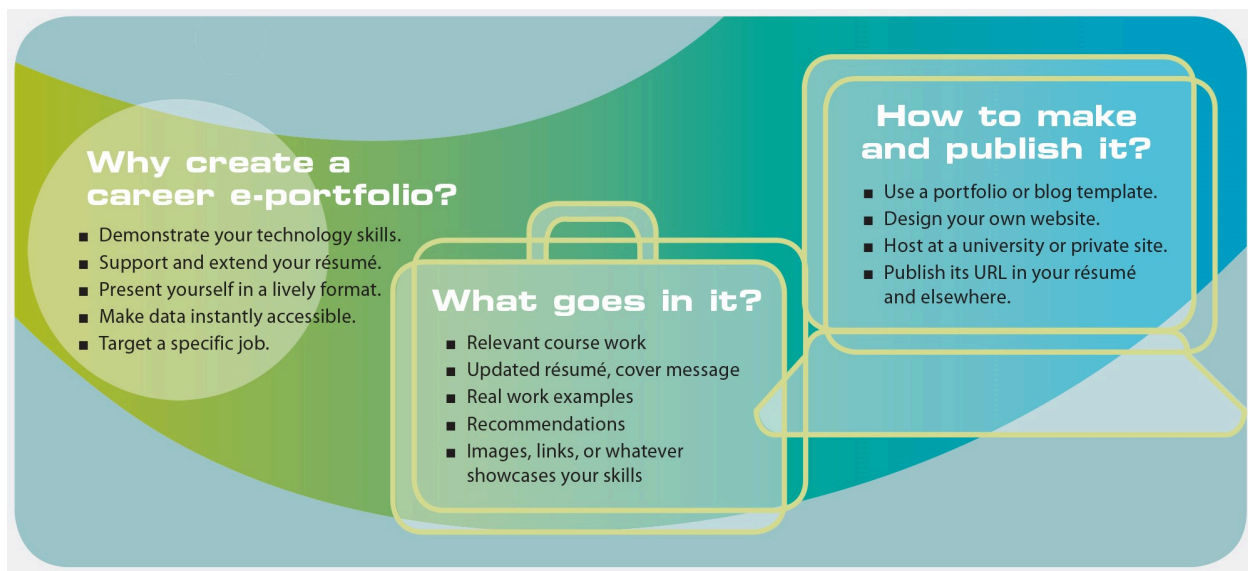 Why create a
career e-portfolio?
■ Demonstrate your technology skills.
■ Support and extend your résumé.
■ Present yourself in a lively format.
■ Make data instantly accessible.
■ Target a specific job.
What goes in it?
■ Relevant course work
■ Updated résumé, cover message
■ Real work examples
■ Recommendations
■ Images, links, or whatever
showcases your skills
How to make
and publish it?
■ Use a portfolio or blog template.
■ Design your own website.
■ Host at a university or private site.
■ Publish its URL in your résumé
and elsewhere.